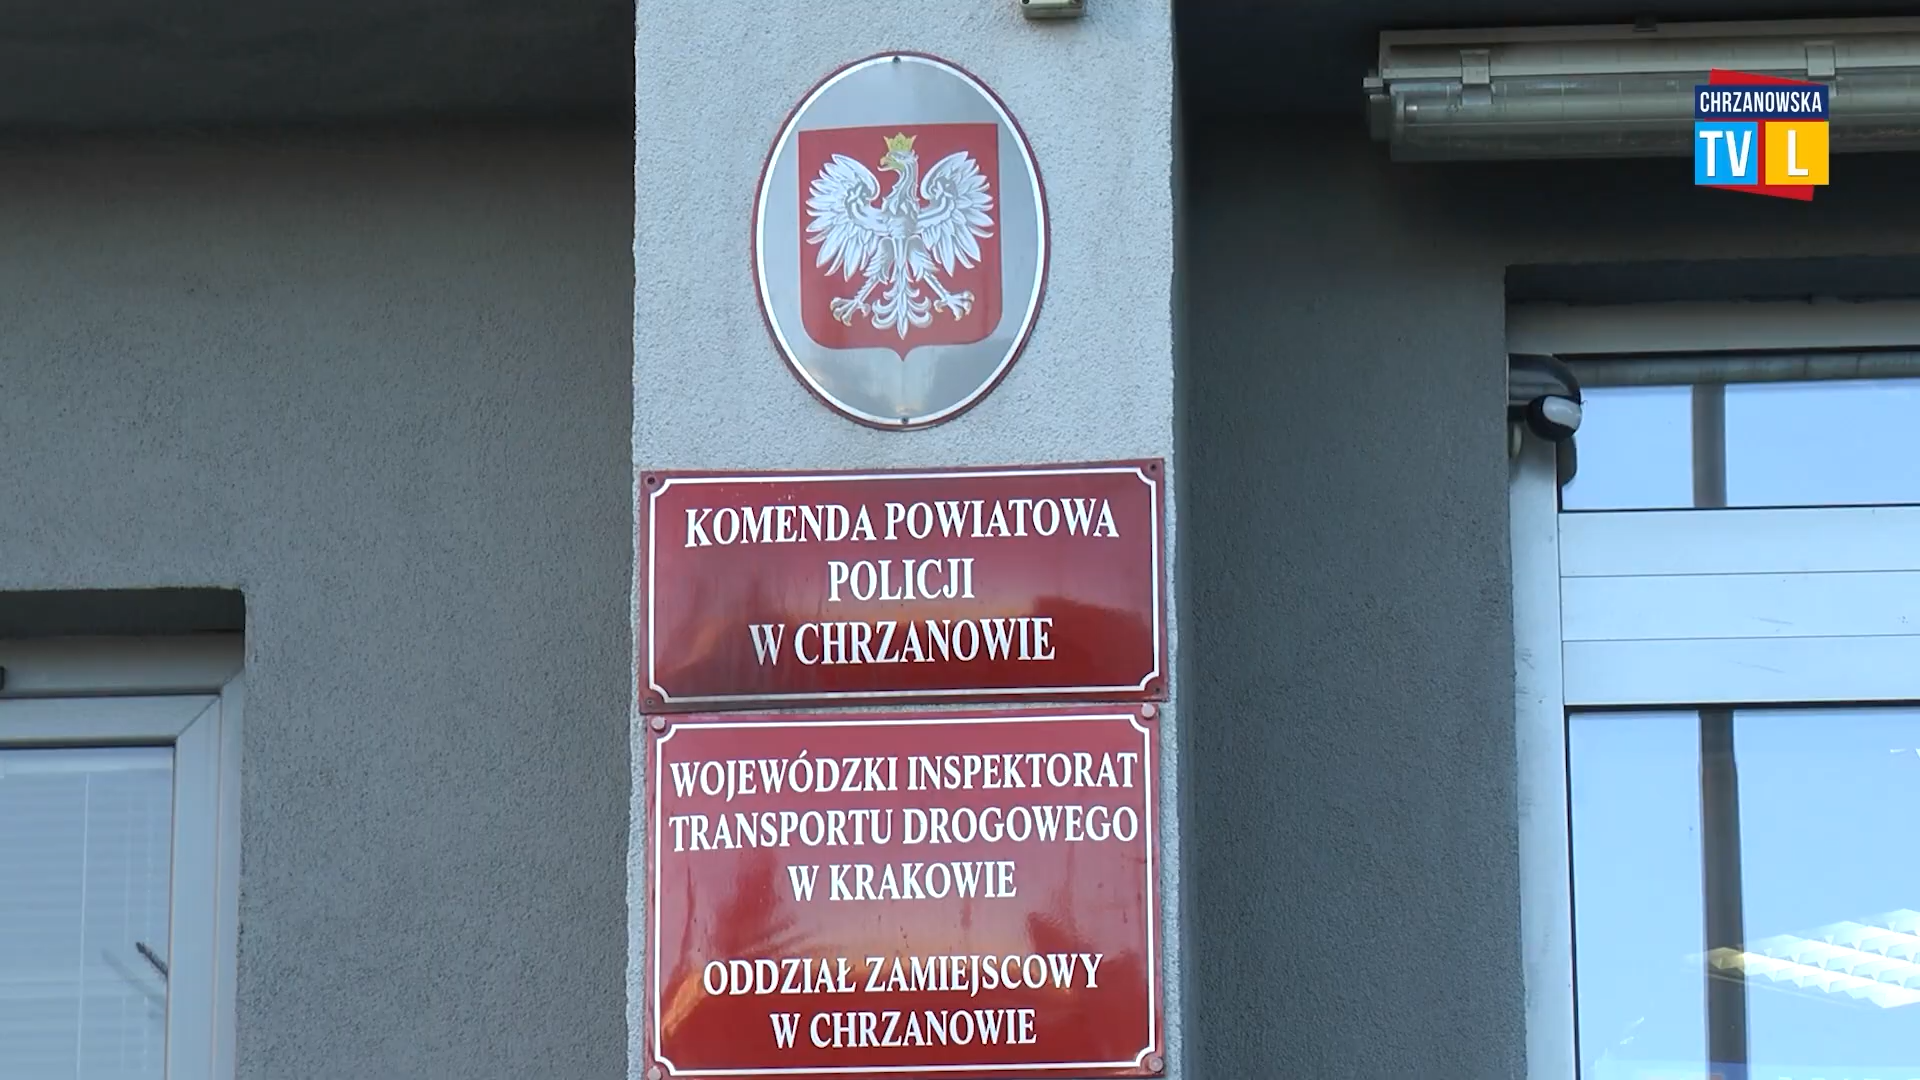 CHRZANOWSKA
TV L
KOMENDA POWIATOWA
POLICJI
W CHRZANOWIE
WOJEWÓDZKI INSPEKTORAT
TRANSPORTU DROGOWEGO
W KRAKOWIE
ODDZIAŁ ZAMIEJSCOWY
W CHRZANOWIE